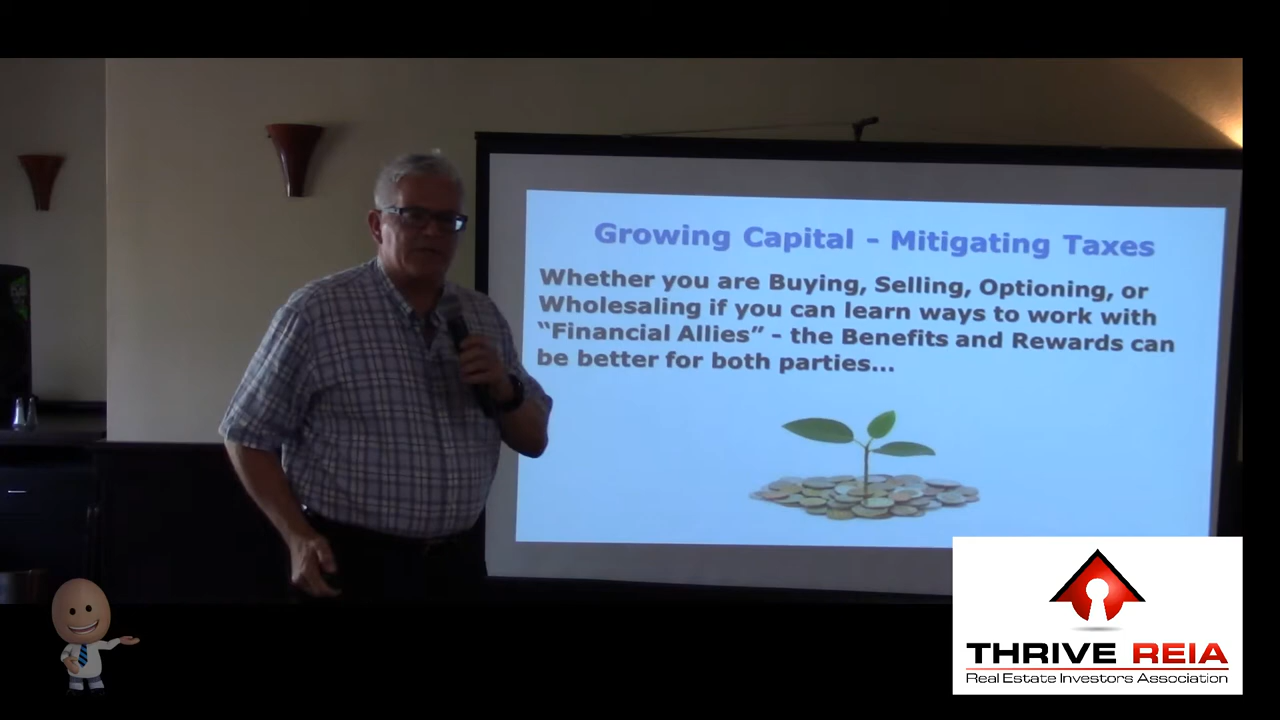 Growing Capital - Mitigating Taxes
Whether you are Buying, Selling, Optioning, or
Wholesaling if you can learn ways to work with
“Financial Allies” - the Benefits and Rewards can
be better for both parties...
THRIVE REIA
Real Estate Investors Association